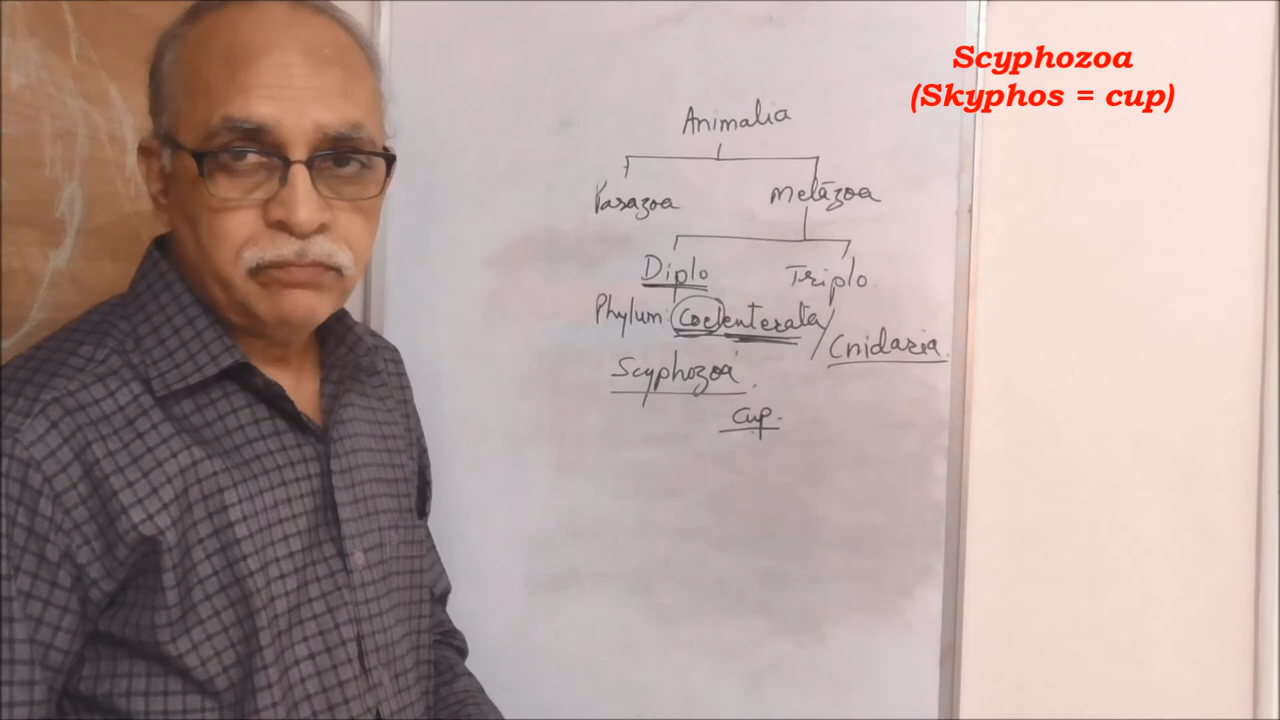 Scyphozoa
(Skyphos = cup)
Animalia
Parazoa Metazoa
Diplo Triplo
Phylum Coelenterata / Cnidaria
Scyphozoa
Cup